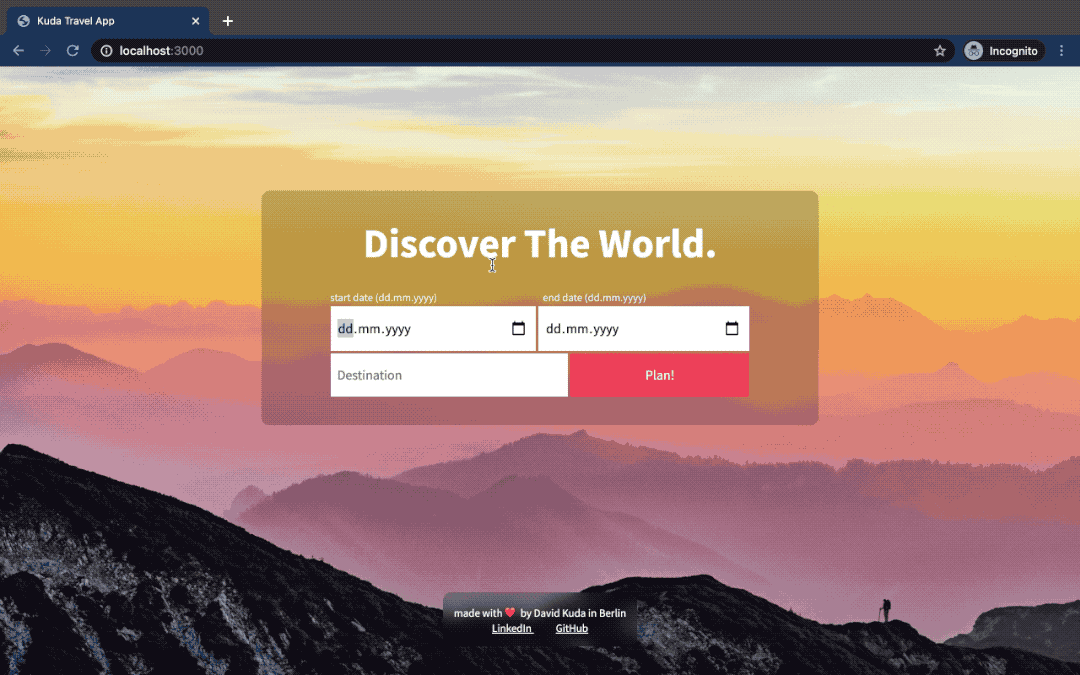 Kuda Travel App
localhost:3000
Incognito
Discover The World.
start date (dd.mm.yyyy) end date (dd.mm.yyyy)
dd.mm.yyyy dd.mm.yyyy
Destination Plan!
made with ❤️ by David Kuda in Berlin
LinkedIn GitHub